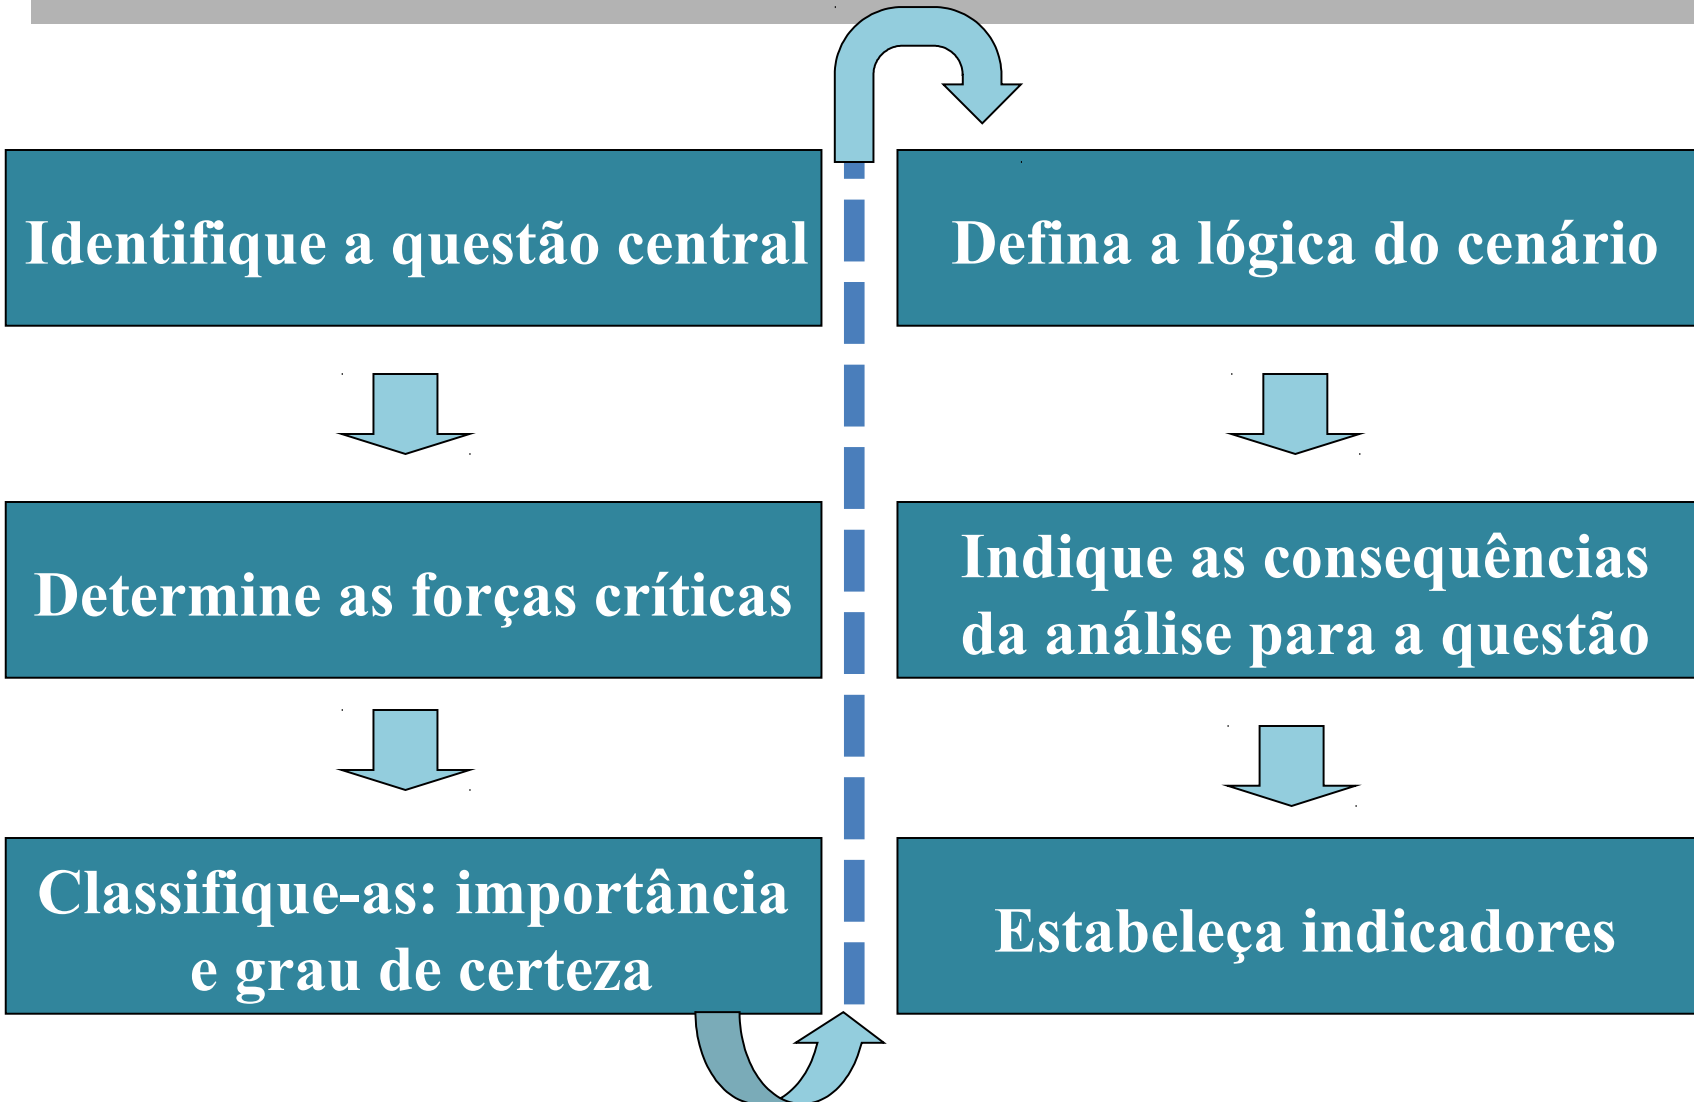 Identifique a questão central
Determine as forças críticas
Classifique-as: importância
e grau de certeza
Defina a lógica do cenário
Indique as consequências
da análise para a questão
Estabeleça indicadores